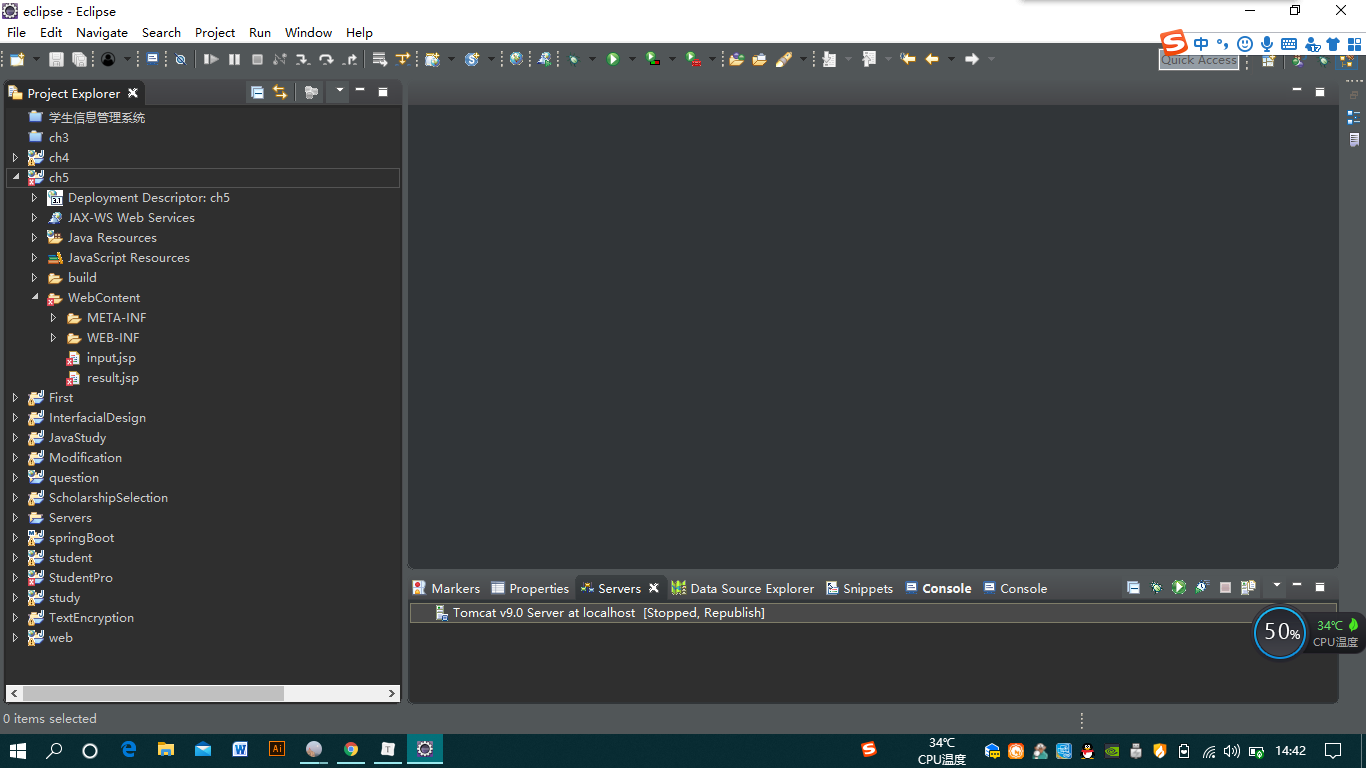 eclipse - Eclipse
File Edit Navigate Search Project Run Window Help
中
Quick Access
Project Explorer
学生信息管理系统
ch3
ch4
ch5
Deployment Descriptor: ch5
JAX-WS Web Services
Java Resources
JavaScript Resources
build
WebContent
META-INF
WEB-INF
input.jsp
result.jsp
First
InterfacialDesign
JavaStudy
Modification
question
ScholarshipSelection
Servers
springBoot
student
StudentPro
study
TextEncryption
web
Markers Properties Servers Data Source Explorer Snippets Console Console
Tomcat v9.0 Server at localhost [Stopped, Republish]
50%
34℃
CPU温度
0 items selected
34℃
CPU温度
14:42